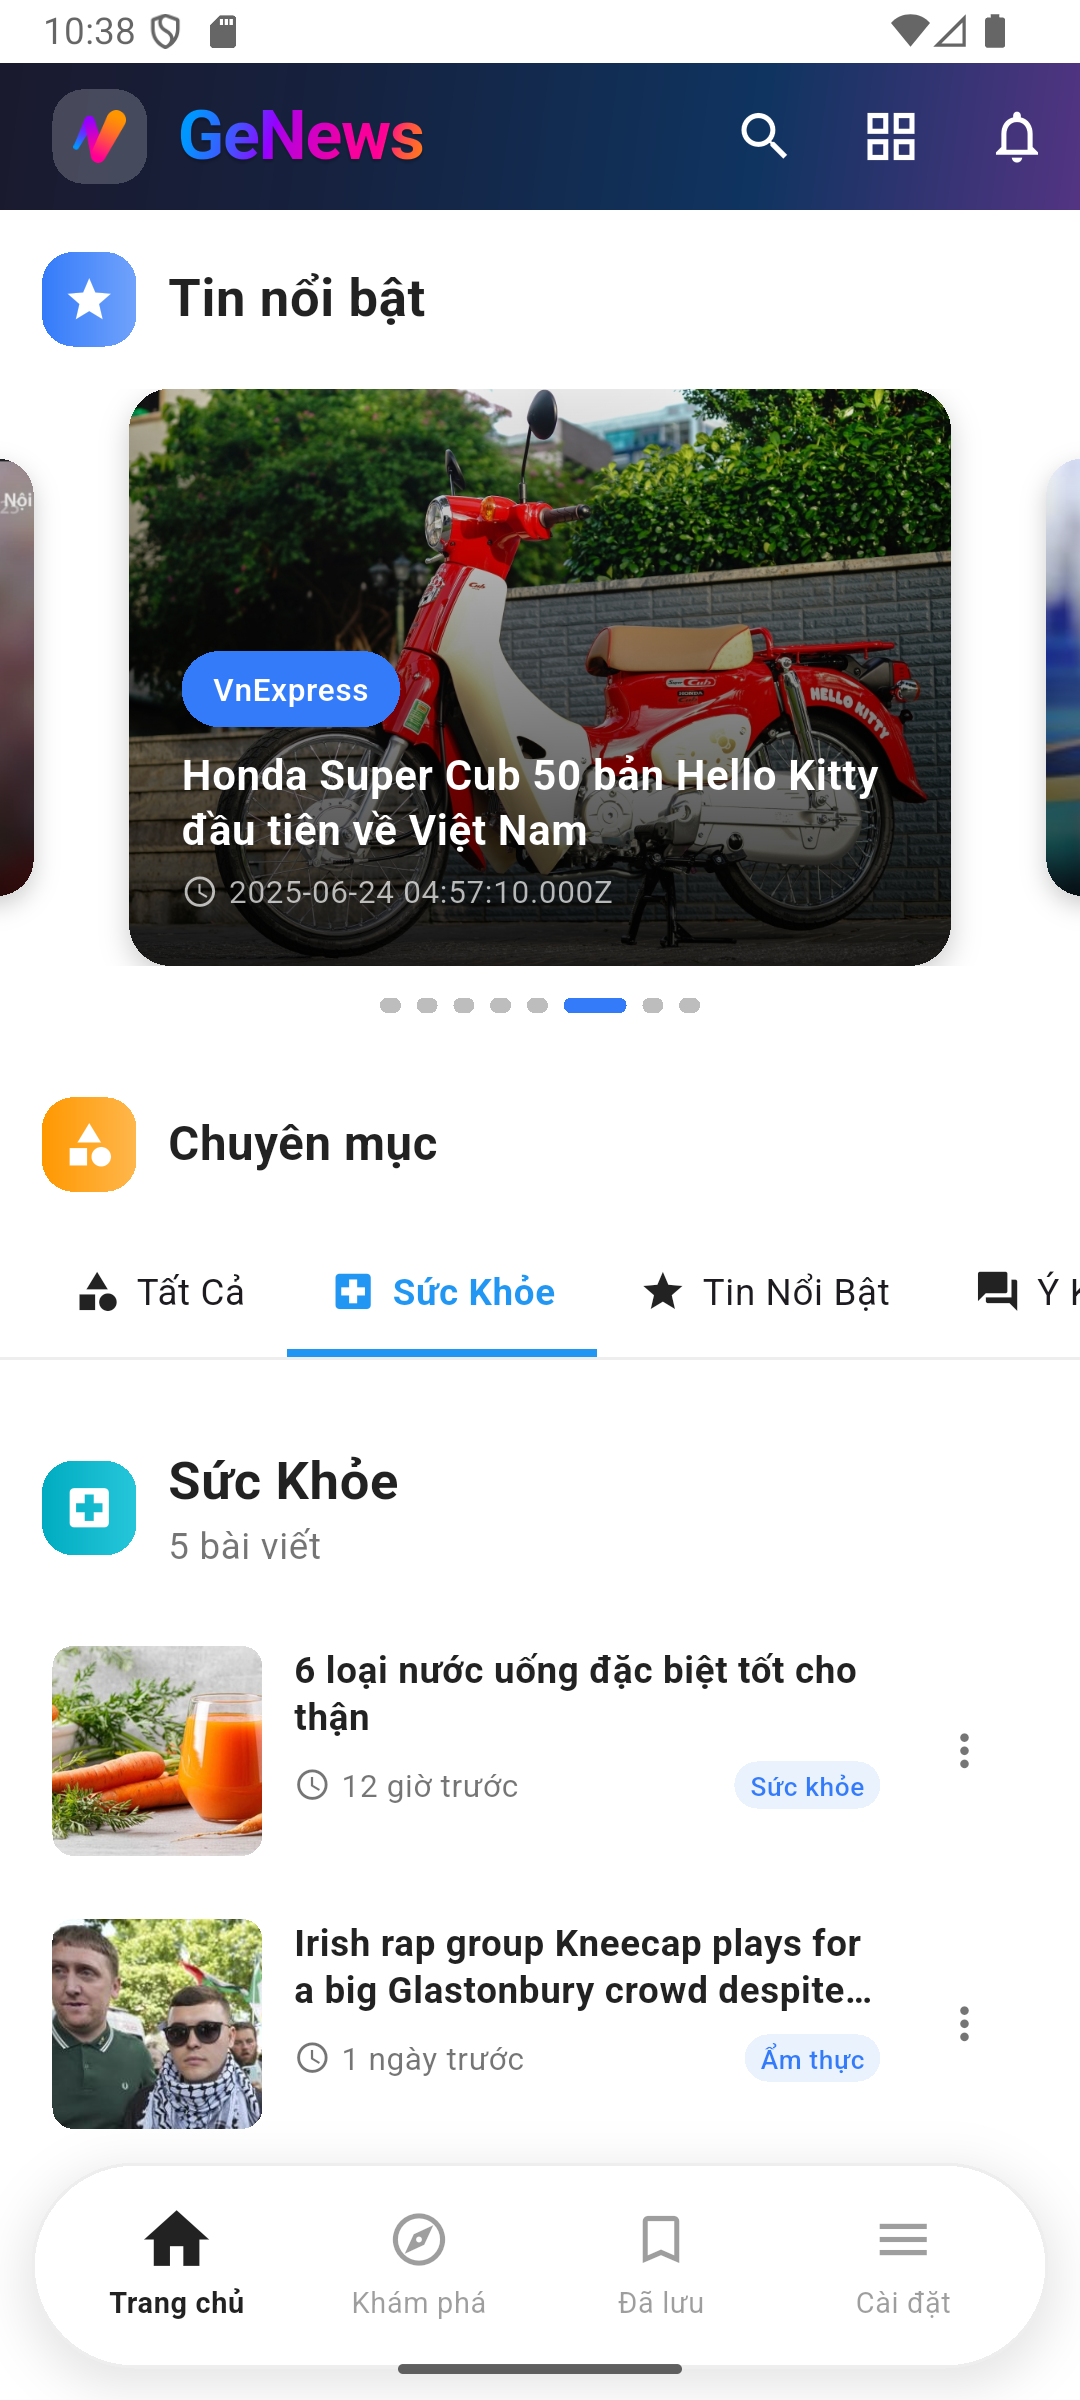 10:38
GeNews
Tin nổi bật
Nội
VnExpress
HELLO KITTY
Honda Super Cub 50 bản Hello Kitty
đầu tiên về Việt Nam
2025-06-24 04:57:10.000Z
Chuyên mục
Tất Cả
Sức Khỏe
Tin Nổi Bật
Ý
Sức Khỏe
5 bài viết
6 loại nước uống đặc biệt tốt cho
thận
12 giờ trước
Sức khỏe
Irish rap group Kneecap plays for
a big Glastonbury crowd despite...
1 ngày trước
Ẩm thực
Trang chủ
Khám phá
Đã lưu
Cài đặt